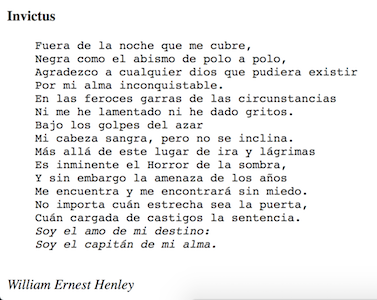 Invictus
Fuera de la noche que me cubre,
Negra como el abismo de polo a polo,
Agradezco a cualquier dios que pudiera existir
Por mi alma inconquistable.
En las feroces garras de las circunstancias
Ni me he lamentado ni he dado gritos.
Bajo los golpes del azar
Mi cabeza sangra, pero no se inclina.
Más allá de este lugar de ira y lágrimas
Es inminente el Horror de la sombra,
Y sin embargo la amenaza de los años
Me encuentra y me encontrará sin miedo.
No importa cuán estrecha sea la puerta,
Cuán cargada de castigos la sentencia.
Soy el amo de mi destino:
Soy el capitán de mi alma.
William Ernest Henley